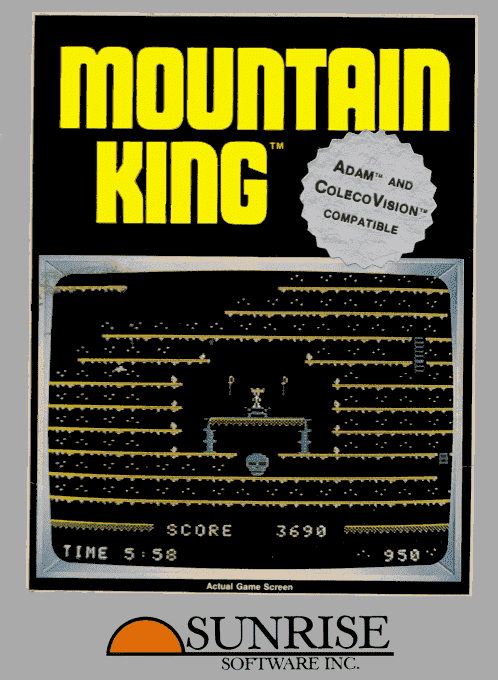 MOUNTAIN
KING™
ADAM™ AND
COLECOVISION™
COMPATIBLE
SCORE 3690
TIME 5:58 950
Actual Game Screen
SUNRISE
SOFTWARE INC.